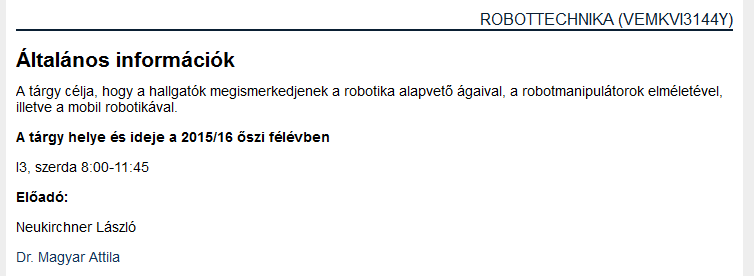 ROBOTTECHNIKA (VEMKVI3144Y)
Általános információk
A tárgy célja, hogy a hallgatók megismerkedjenek a robotika alapvető ágaival, a robotmanipulátorok elméletével,
illetve a mobil robotikával.
A tárgy helye és ideje a 2015/16 őszi félévben
I3, szerda 8:00-11:45
Előadó:
Neukirchner László
Dr. Magyar Attila